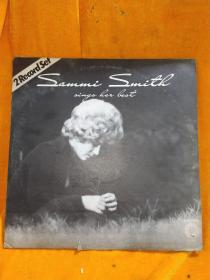 2 Record Set
Sammi Smith
sings her best